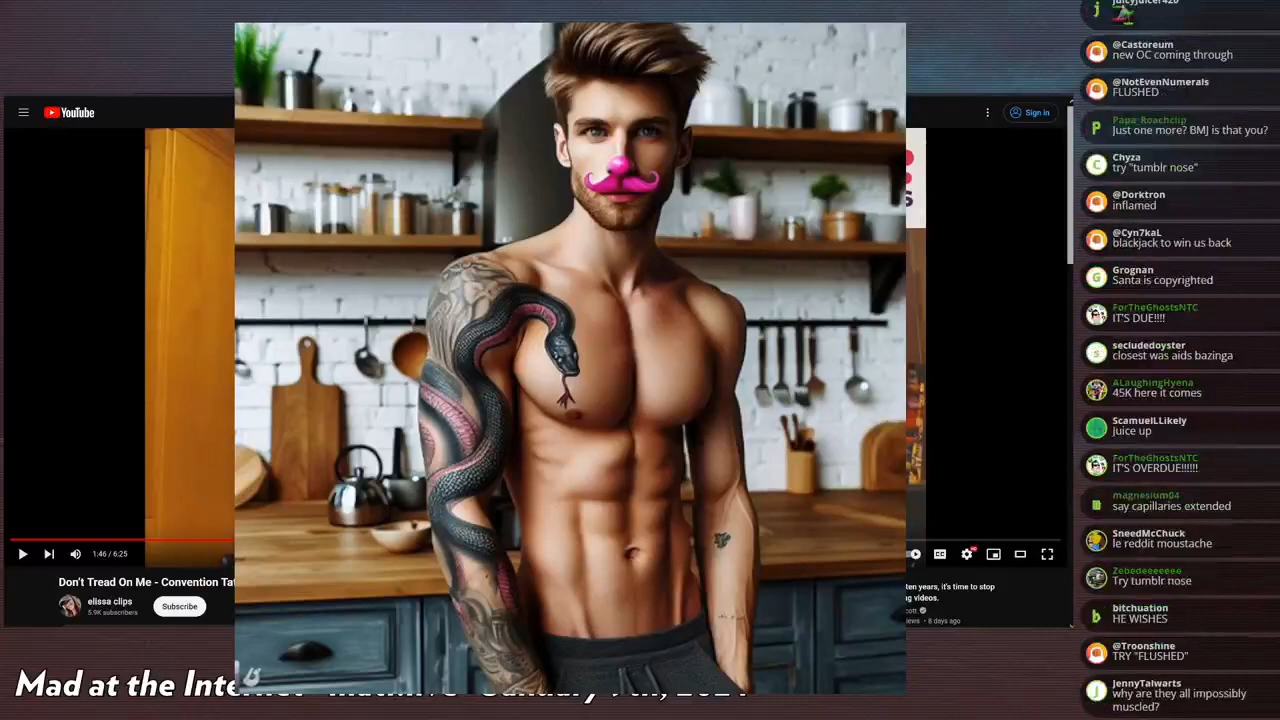 YouTube
Sign in
1:46 / 6:25
Don't Tread On Me - Convention Tat
elissa clips
5.9K subscribers
Subscribe
ten years, it's time to stop
videos.
8 days ago
Mad at the
juicyjuicer420
@Castoreum
new OC coming through
@NotEvenNumerals
FLUSHED
Papa_Roachclip
Just one more? BMJ is that you?
Chyza
try "tumblr nose"
@Dorktron
inflamed
@Cyn7kaL
blackjack to win us back
Grognan
Santa is copyrighted
ForTheGhostsNTC
IT'S DUE!!!!
secludedoyster
closest was aids bazinga
ALaughingHyena
45K here it comes
ScamuelLLikely
Juice up
ForTheGhostsNTC
IT'S OVERDUE!!!!!!
magnesium04
say capillaries extended
SneedMcChuck
le reddit moustache
Zebedeeeeeee
Try tumblr nose
bitchuation
HE WISHES
@Troonshine
TRY "FLUSHED"
JennyTalwarts
why are they all impossibly
muscled?